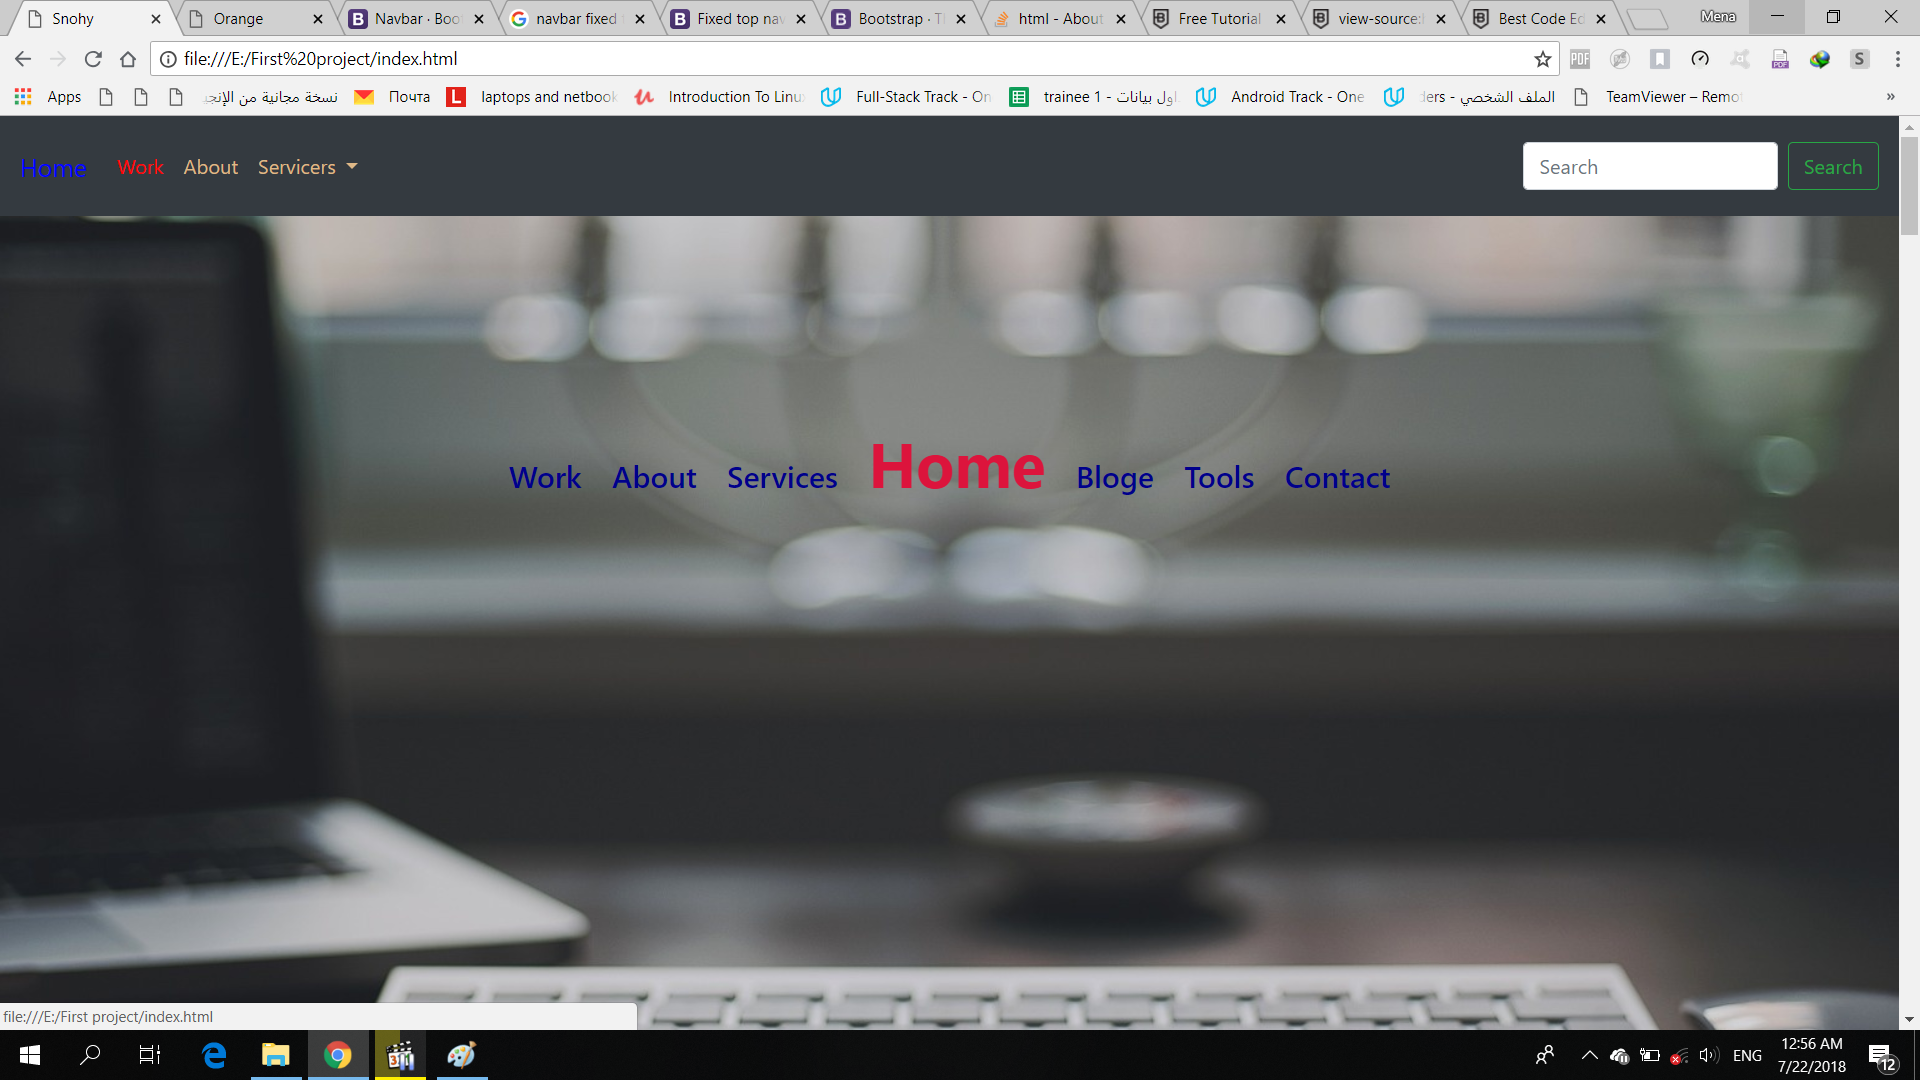 Snohy
Orange
Navbar · Boo
navbar fixed
Fixed top nav
Bootstrap · T
html - About
Free Tutorial
view-source:
Best Code Ed
Mena
file:///E:/First%20project/index.html
Apps
نسخة مجانية من الإنج
Почта
laptops and netbook
Introduction To Linu
Full-Stack Track - On
trainee 1 - اول بيانات
Android Track - One
ders - الملف الشخصي
TeamViewer – Remo
»
Home Work About Servicers
Search Search
Work About Services Home Bloge Tools Contact
file:///E:/First project/index.html
ENG
12:56 AM
7/22/2018
12